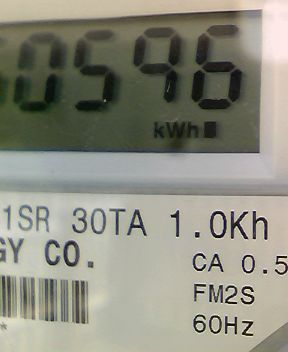 0596
kWh
1SR 30TA 1.0Kh
GY CO.
CA 0.5
FM2S
60Hz